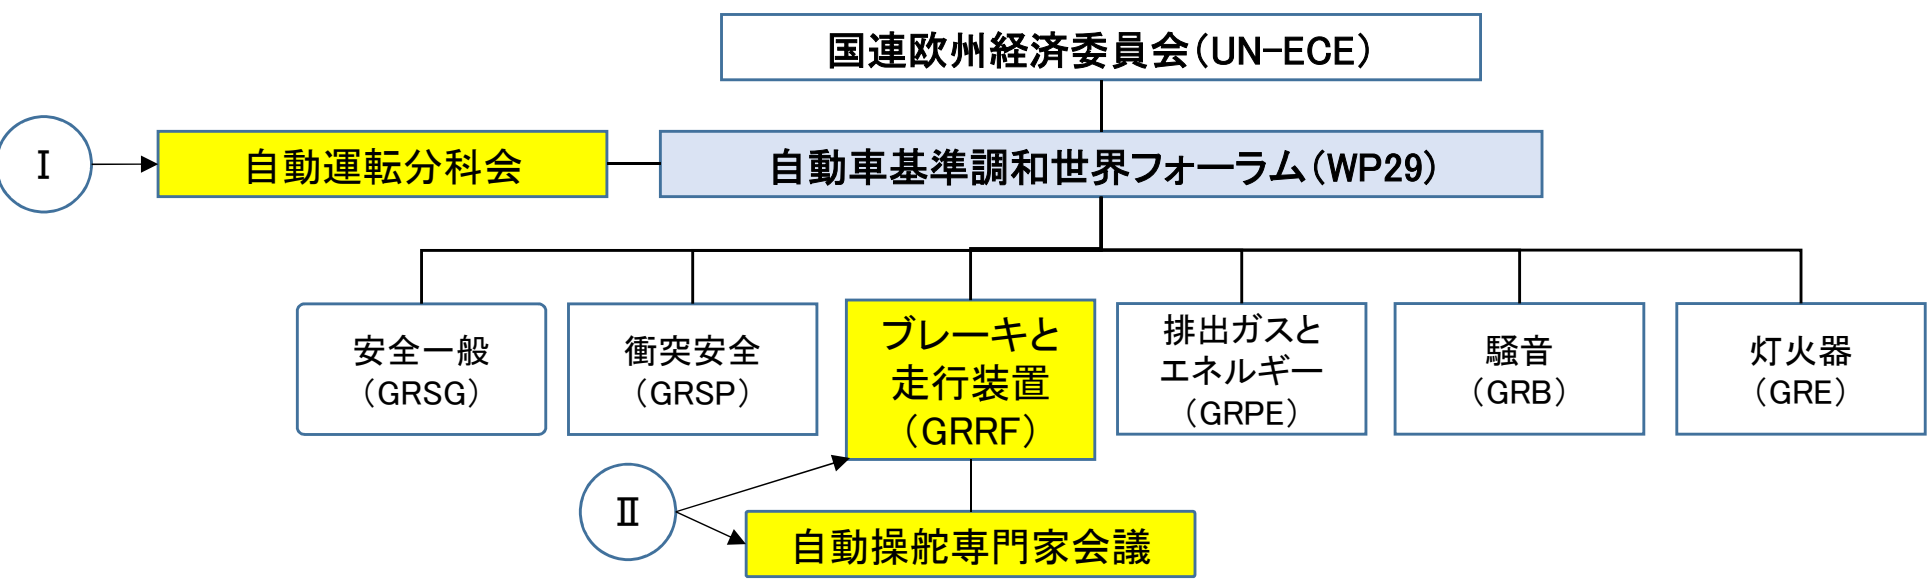 国連欧州経済委員会(UN-ECE)
Ⅰ
自動運転分科会
自動車基準調和世界フォーラム(WP29)
安全一般
(GRSG)
衝突安全
(GRSP)
ブレーキと
走行装置
(GRRF)
排出ガスと
エネルギー
(GRPE)
騒音
(GRB)
灯火器
(GRE)
Ⅱ
自動操舵専門家会議